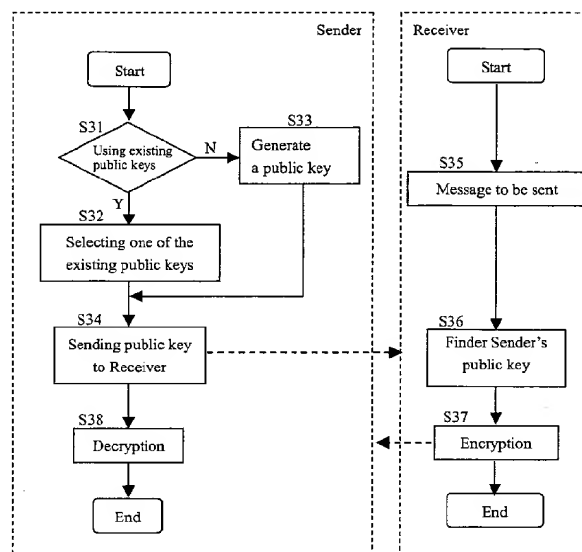 Sender
Start
S31
Using existing
public keys
N
Y
S33
Generate
a public key
S32
Selecting one of the
existing public keys
S34
Sending public key
to Receiver
S38
Decryption
End
Receiver
Start
S35
Message to be sent
S36
Finder Sender's
public key
S37
Encryption
End